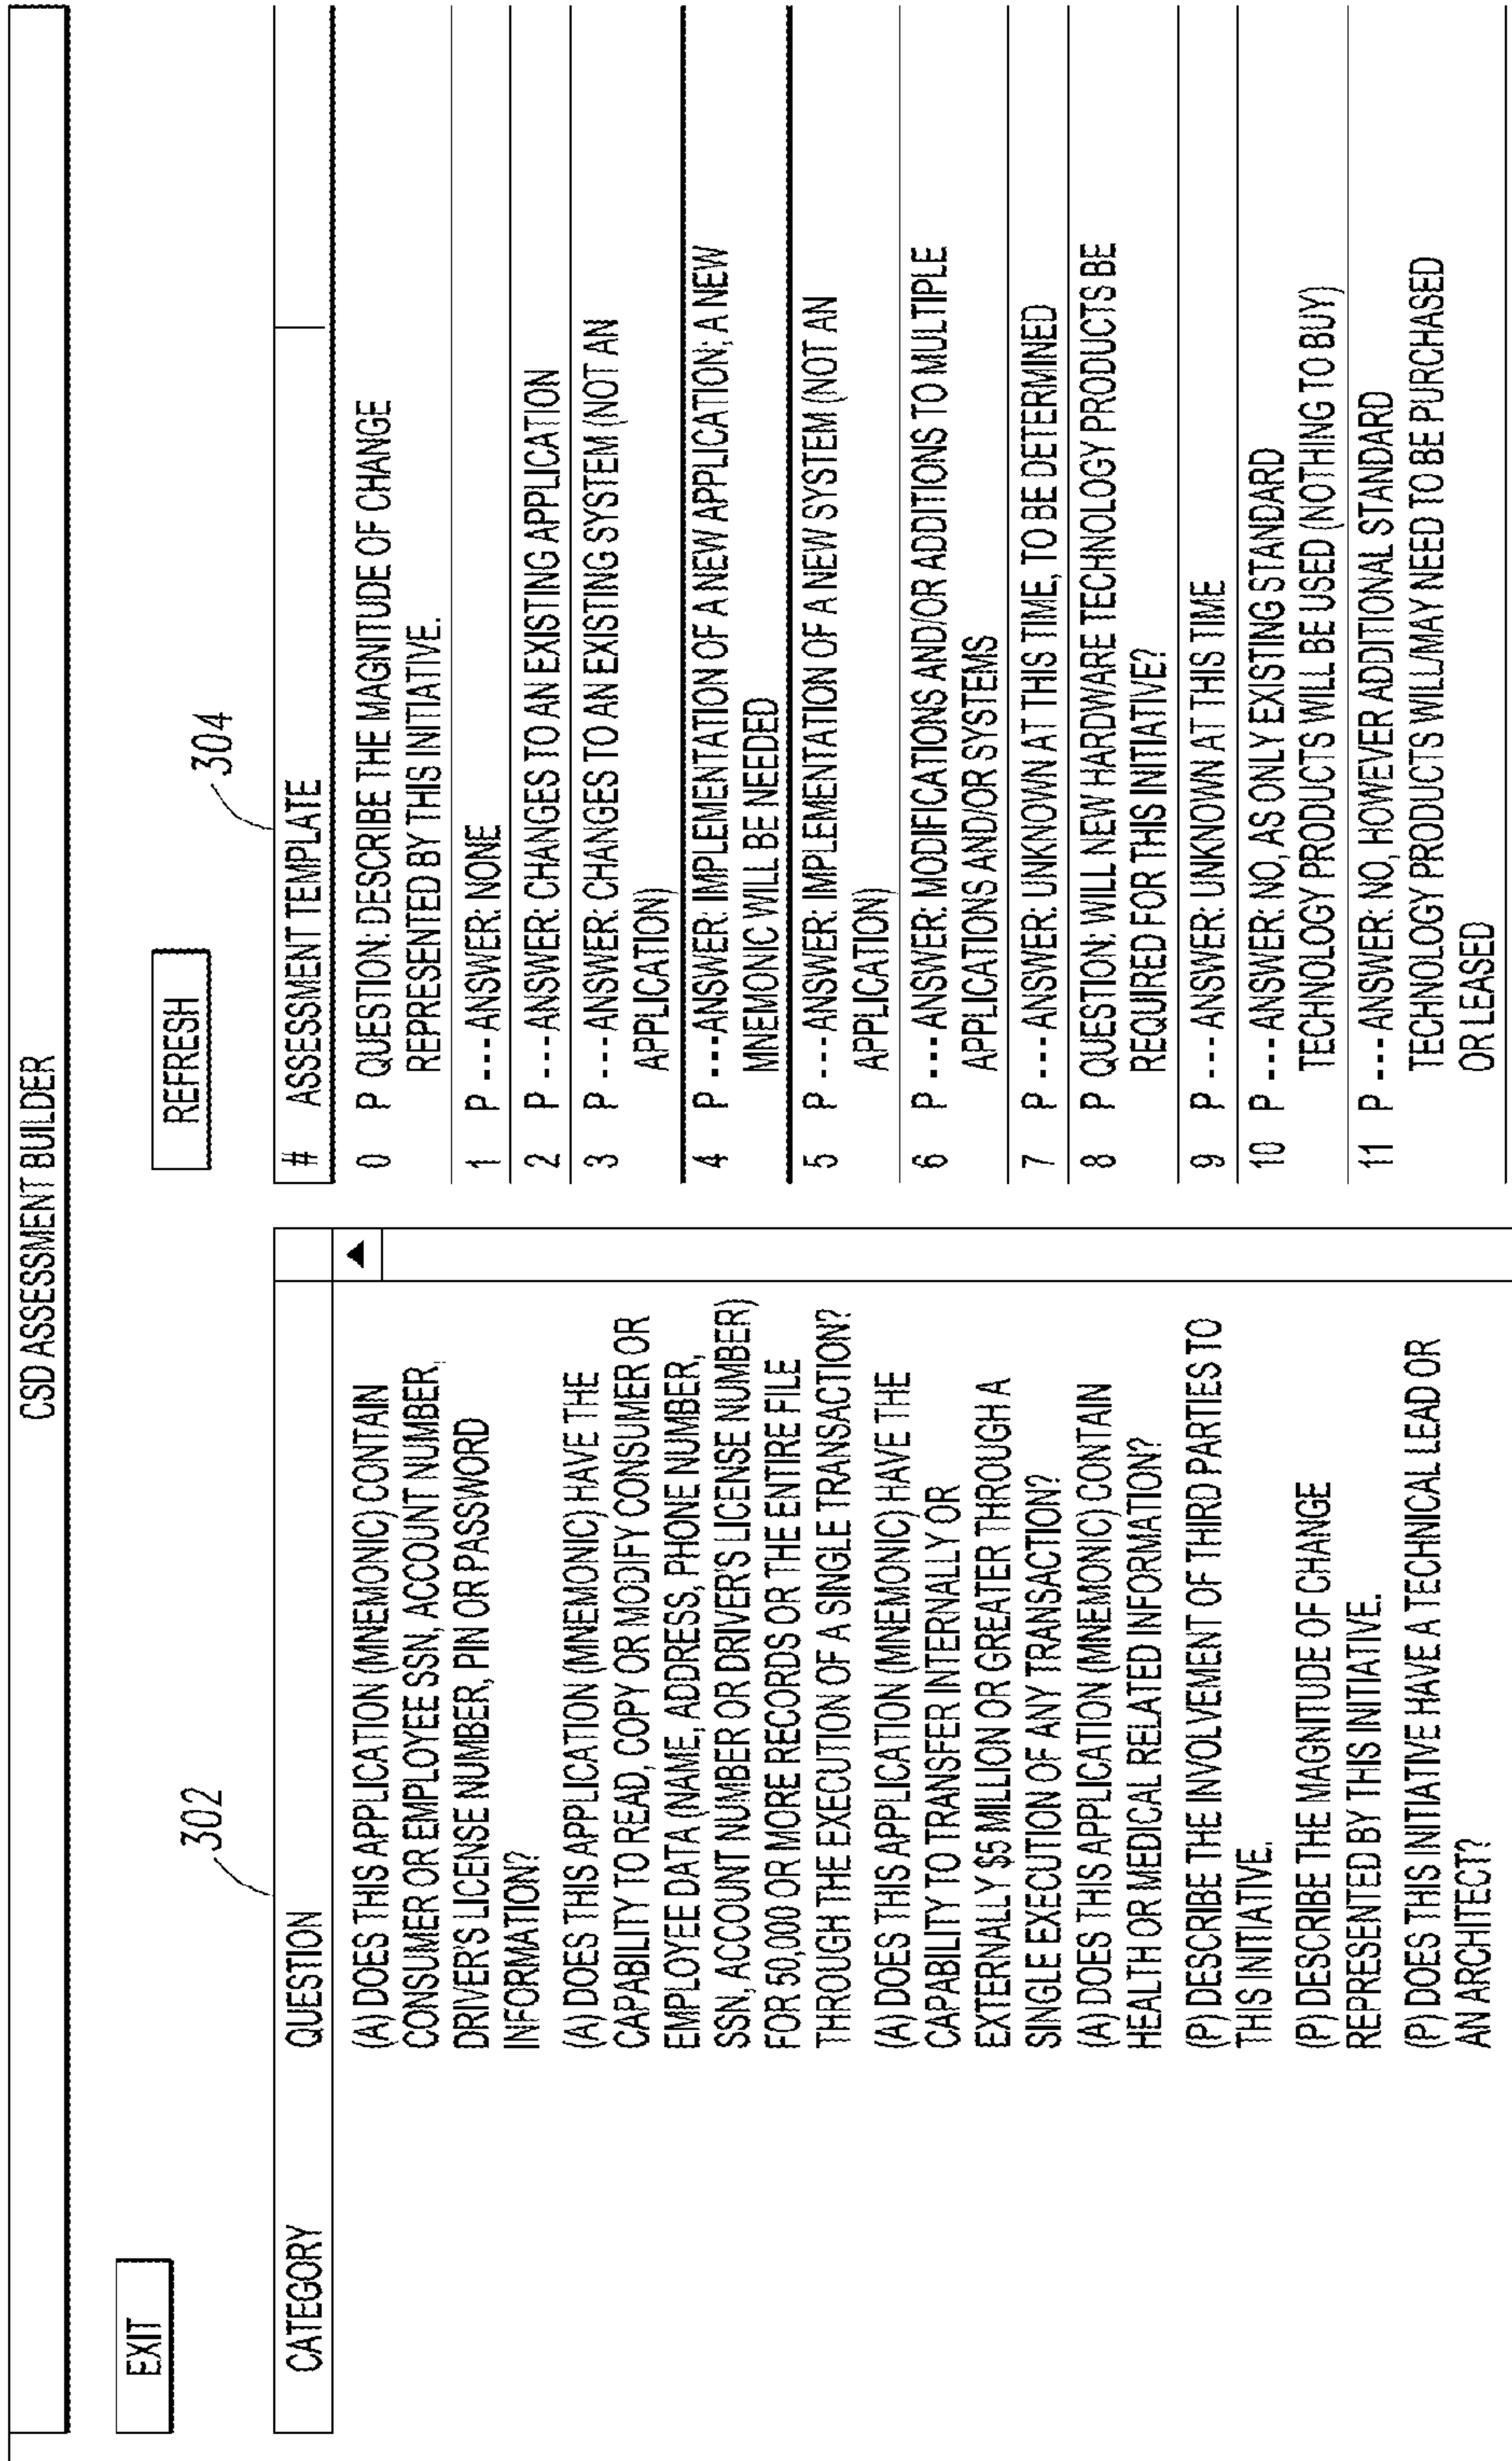 CSD ASSESSMENT BUILDER
EXIT
REFRESH
302
304
CATEGORY QUESTION
(A) DOES THIS APPLICATION (MNEMONIC) CONTAIN
CONSUMER OR EMPLOYEE SSN, ACCOUNT NUMBER,
DRIVER'S LICENSE NUMBER, PIN OR PASSWORD
INFORMATION?
(A) DOES THIS APPLICATION (MNEMONIC) HAVE THE
CAPABILITY TO READ, COPY OR MODIFY CONSUMER OR
EMPLOYEE DATA (NAME, ADDRESS, PHONE NUMBER,
SSN, ACCOUNT NUMBER OR DRIVER'S LICENSE NUMBER)
FOR 50,000 OR MORE RECORDS OR THE ENTIRE FILE
THROUGH THE EXECUTION OF A SINGLE TRANSACTION?
(A) DOES THIS APPLICATION (MNEMONIC) HAVE THE
CAPABILITY TO TRANSFER INTERNALLY OR
EXTERNALLY $5 MILLION OR GREATER THROUGH A
SINGLE EXECUTION OF ANY TRANSACTION?
(A) DOES THIS APPLICATION (MNEMONIC) CONTAIN
HEALTH OR MEDICAL RELATED INFORMATION?
(P) DESCRIBE THE INVOLVEMENT OF THIRD PARTIES TO
THIS INITIATIVE.
(P) DESCRIBE THE MAGNITUDE OF CHANGE
REPRESENTED BY THIS INITIATIVE.
(P) DOES THIS INITIATIVE HAVE A TECHNICAL LEAD OR
AN ARCHITECT?
# ASSESSMENT TEMPLATE
0 P QUESTION: DESCRIBE THE MAGNITUDE OF CHANGE
REPRESENTED BY THIS INITIATIVE.
1 P ---ANSWER: NONE
2 P ---ANSWER: CHANGES TO AN EXISTING APPLICATION
3 P ---ANSWER: CHANGES TO AN EXISTING SYSTEM (NOT AN
APPLICATION)
4 P ---ANSWER: IMPLEMENTATION OF A NEW APPLICATION; A NEW
MNEMONIC WILL BE NEEDED
5 P ---ANSWER: IMPLEMENTATION OF A NEW SYSTEM (NOT AN
APPLICATION)
6 P ---ANSWER: MODIFICATIONS AND/OR ADDITIONS TO MULTIPLE
APPLICATIONS AND/OR SYSTEMS
7 P ---ANSWER: UNKNOWN AT THIS TIME, TO BE DETERMINED
8 P QUESTION: WILL NEW HARDWARE TECHNOLOGY PRODUCTS BE
REQUIRED FOR THIS INITIATIVE?
9 P ---ANSWER: UNKNOWN AT THIS TIME
10 P ---ANSWER: NO, AS ONLY EXISTING STANDARD
TECHNOLOGY PRODUCTS WILL BE USED (NOTHING TO BUY)
11 P ---ANSWER: NO, HOWEVER ADDITIONAL STANDARD
TECHNOLOGY PRODUCTS WILL/MAY NEED TO BE PURCHASED
OR LEASED